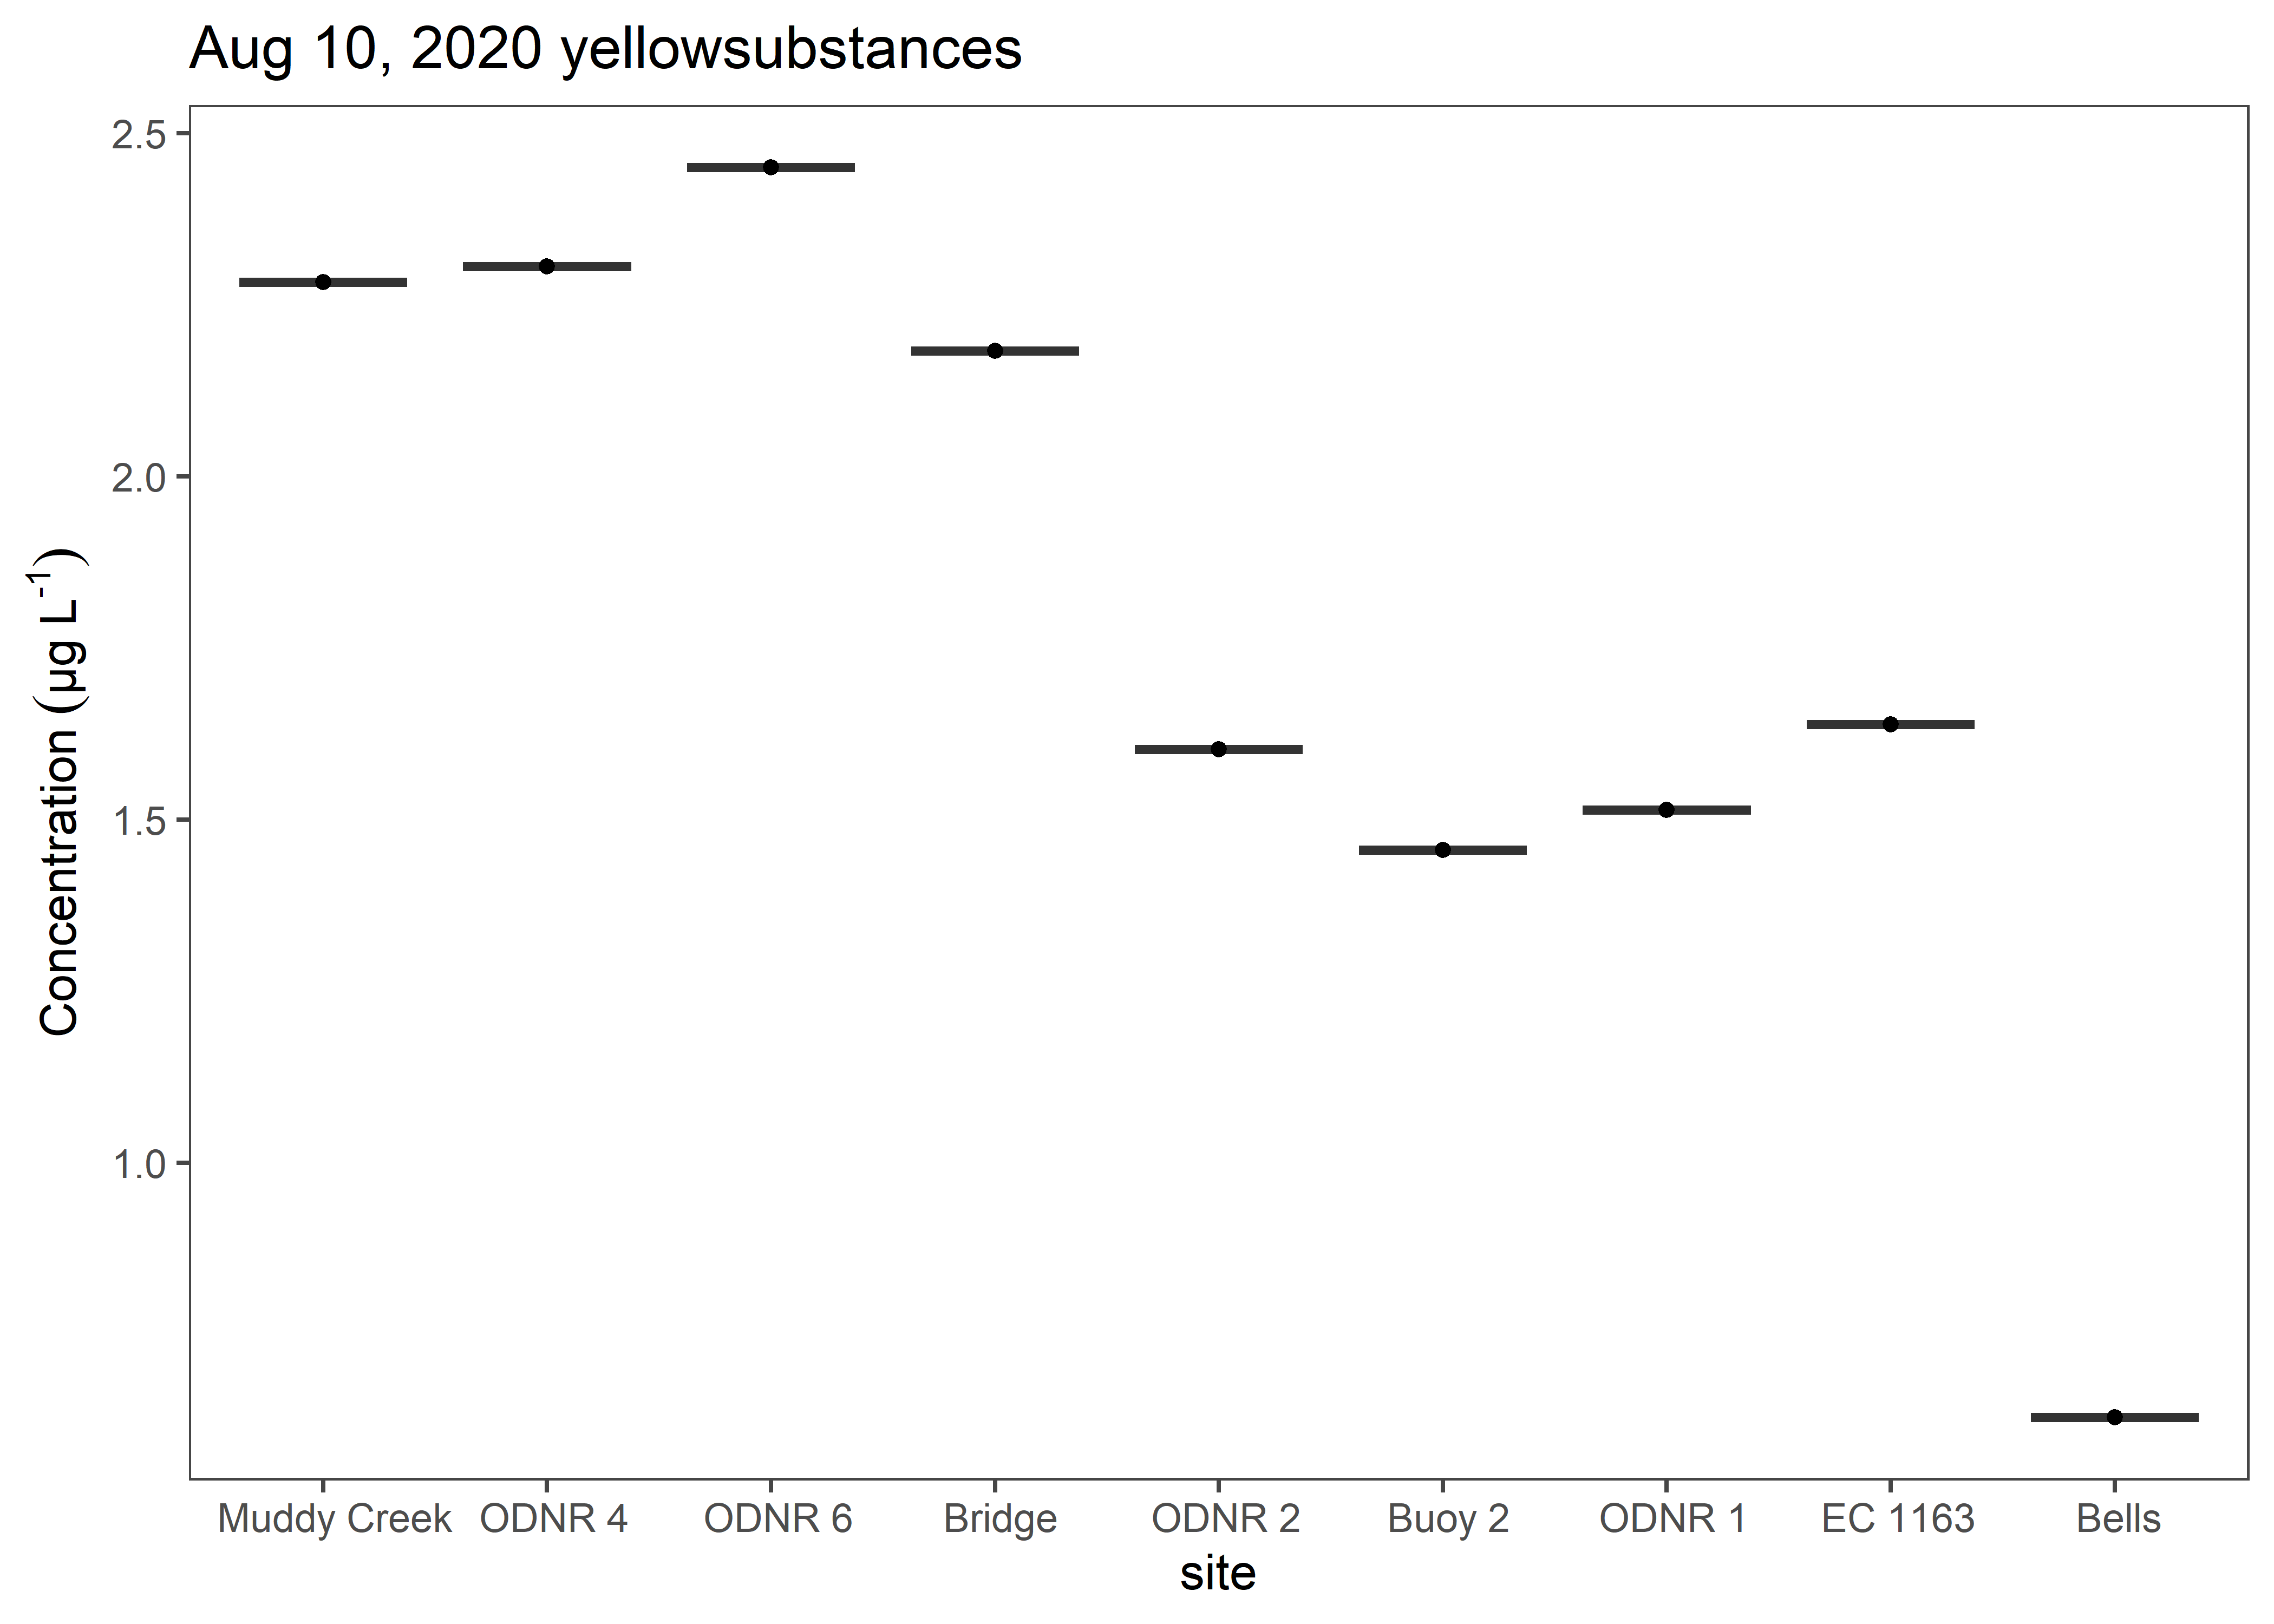 Aug 10, 2020 yellowsubstances
2.5
2.0
1.5
1.0
Concentration (µg L⁻¹)
Muddy Creek ODNR 4 ODNR 6 Bridge ODNR 2 Buoy 2 ODNR 1 EC 1163 Bells
site